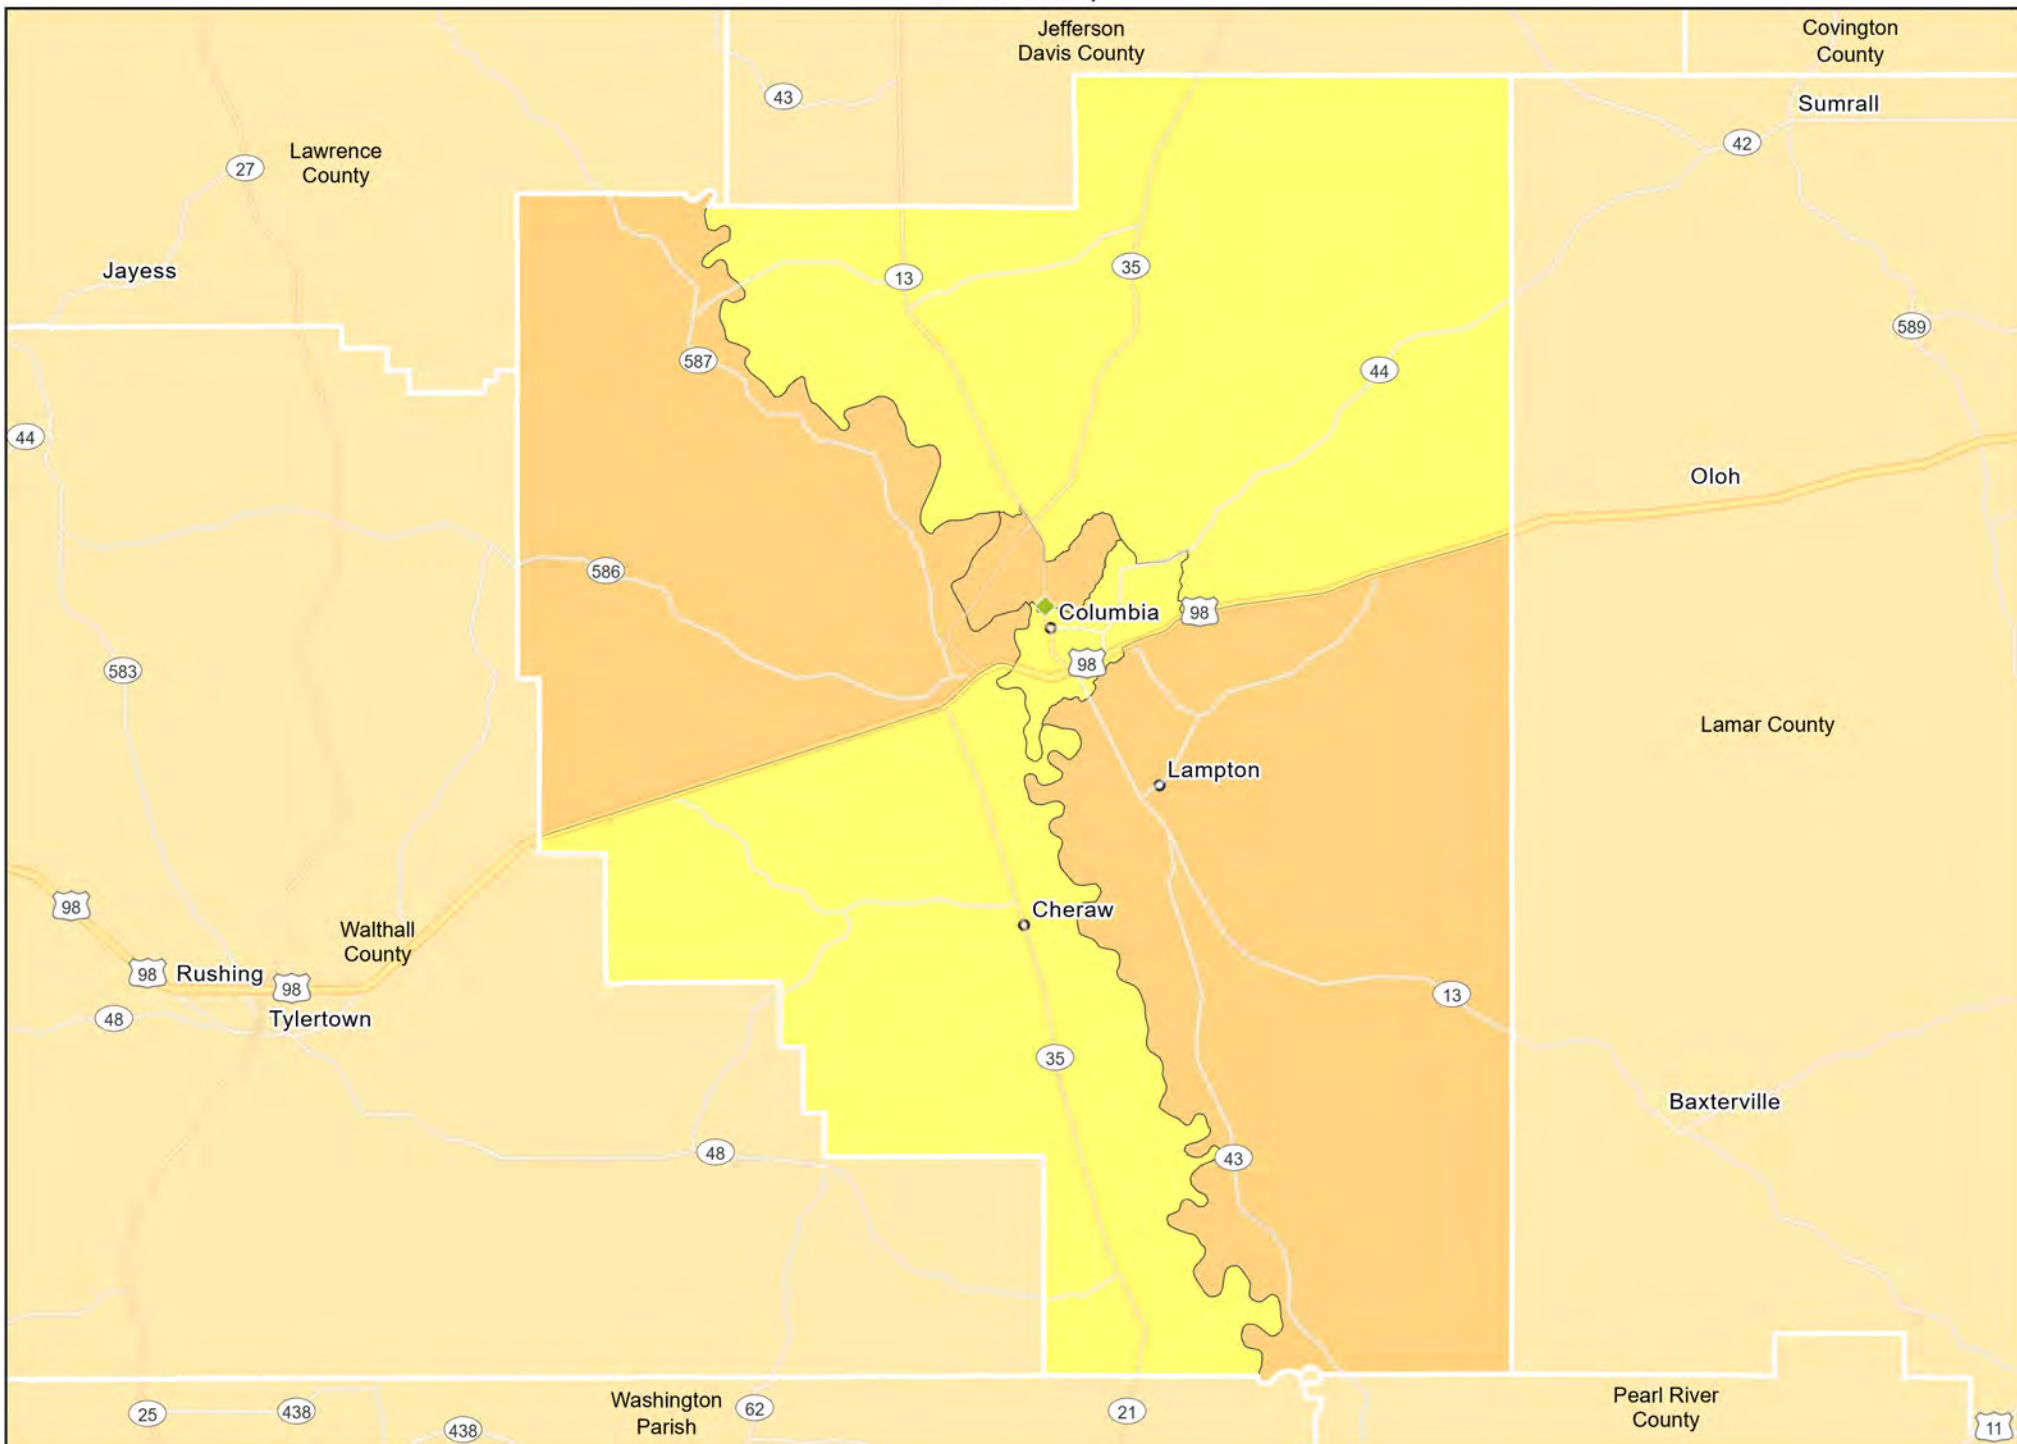 Jefferson
Davis County
Covington
County
43
Sumrall
42
Lawrence
County
27
Jayess
13
35
589
587
44
44
Oloh
586
Columbia
98
98
583
Lamar County
Lampton
98
Cheraw
Walthall
County
98
Rushing
98
13
48
Tylertown
35
Baxterville
48
43
Washington
Parish
62
21
Pearl River
County
25
438
438
11